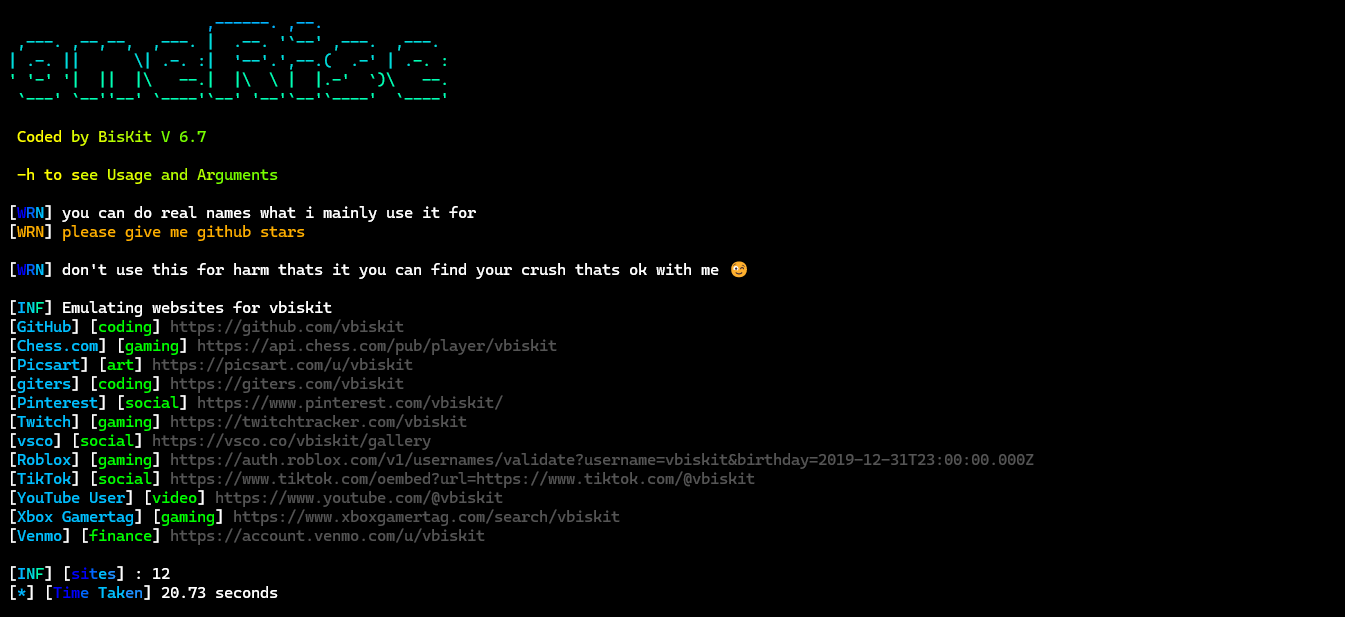 oneRise
Coded by BisKit V 6.7
-h to see Usage and Arguments
[WRN] you can do real names what i mainly use it for
[WRN] please give me github stars
[WRN] don't use this for harm thats it you can find your crush thats ok with me 😉
[INF] Emulating websites for vbiskit
[GitHub] [coding] https://github.com/vbiskit
[Chess.com] [gaming] https://api.chess.com/pub/player/vbiskit
[Picsart] [art] https://picsart.com/u/vbiskit
[giters] [coding] https://giters.com/vbiskit
[Pinterest] [social] https://www.pinterest.com/vbiskit/
[Twitch] [gaming] https://twitchtracker.com/vbiskit
[vsco] [social] https://vsco.co/vbiskit/gallery
[Roblox] [gaming] https://auth.roblox.com/v1/usernames/validate?username=vbiskit&birthday=2019-12-31T23:00:00.000Z
[TikTok] [social] https://www.tiktok.com/oembed?url=https://www.tiktok.com/@vbiskit
[YouTube User] [video] https://www.youtube.com/@vbiskit
[Xbox Gamertag] [gaming] https://www.xboxgamertag.com/search/vbiskit
[Venmo] [finance] https://account.venmo.com/u/vbiskit
[INF] [sites] : 12
[*] [Time Taken] 20.73 seconds